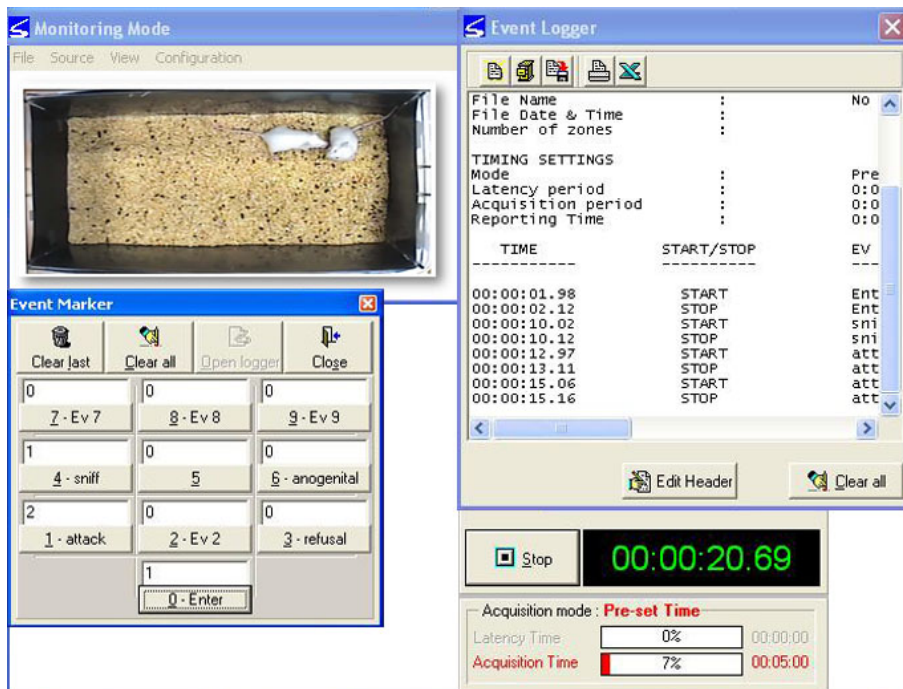 Monitoring Mode
File Source View Configuration
Event Marker
Clear last Clear all Open logger Close
0 0 0
7 - Ev 7 8 - Ev 8 9 - Ev 9
1 0 0
4 - sniff 5 6 - anogenital
2 0 0
1 - attack 2 - Ev 2 3 - refusal
1
0 - Enter
Event Logger
File Name : No
File Date & Time :
Number of zones :
TIMING SETTINGS
Mode : Pre
Latency period : 0:0
Acquisition period : 0:0
Reporting Time : 0:0
TIME START/STOP EV
----------- ---------- ---
00:00:01.98 START Ent
00:00:02.12 STOP Ent
00:00:10.02 START sni
00:00:10.12 STOP sni
00:00:12.97 START att
00:00:13.11 STOP att
00:00:15.06 START att
00:00:15.16 STOP att
Edit Header Clear all
Stop 00:00:20.69
Acquisition mode : Pre-set Time
Latency Time 0% 00:00:00
Acquisition Time 7% 00:05:00